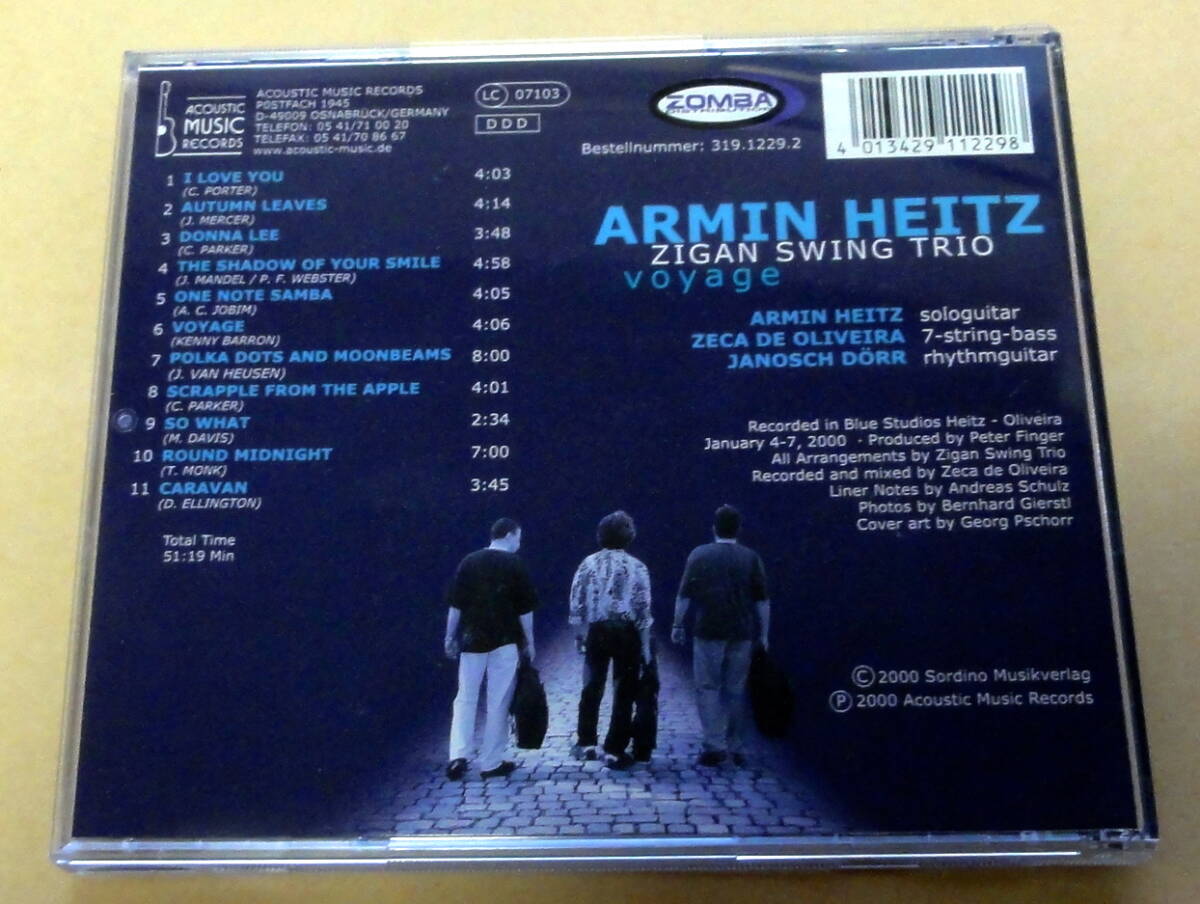 ACOUSTIC
MUSIC
RECORDS
ACOUSTIC MUSIC RECORDS
POSTFACH 1945
D-49009 OSNABRÜCK/GERMANY
TELEFON: 05 41/71 00 20
TELEFAX: 05 41/70 86 67
www.acoustic-music.de
LC 07103
DDD
ZOMBA
DISTRIBUTION
Bestellnummer: 319.1229.2
4 013429 112298
1 I LOVE YOU 4:03
(C. PORTER)
2 AUTUMN LEAVES 4:14
(J. MERCER)
3 DONNA LEE 3:48
(C. PARKER)
4 THE SHADOW OF YOUR SMILE 4:58
(J. MANDEL / P. F. WEBSTER)
5 ONE NOTE SAMBA 4:05
(A. C. JOBIM)
6 VOYAGE 4:06
(KENNY BARRON)
7 POLKA DOTS AND MOONBEAMS 8:00
(J. VAN HEUSEN)
8 SCRAPPLE FROM THE APPLE 4:01
(C. PARKER)
9 SO WHAT 2:34
(M. DAVIS)
10 ROUND MIDNIGHT 7:00
(T. MONK)
11 CARAVAN 3:45
(D. ELLINGTON)
Total Time
51:19 Min
ARMIN HEITZ
ZIGAN SWING TRIO
voyage
ARMIN HEITZ sologuitar
ZECA DE OLIVEIRA 7-string-bass
JANOSCH DÖRR rhythmguitar
Recorded in Blue Studios Heitz - Oliveira
January 4-7, 2000 · Produced by Peter Finger
All Arrangements by Zigan Swing Trio
Recorded and mixed by Zeca de Oliveira
Liner Notes by Andreas Schulz
Photos by Bernhard Gierstl
Cover art by Georg Pschorr
© 2000 Sordino Musikverlag
℗ 2000 Acoustic Music Records